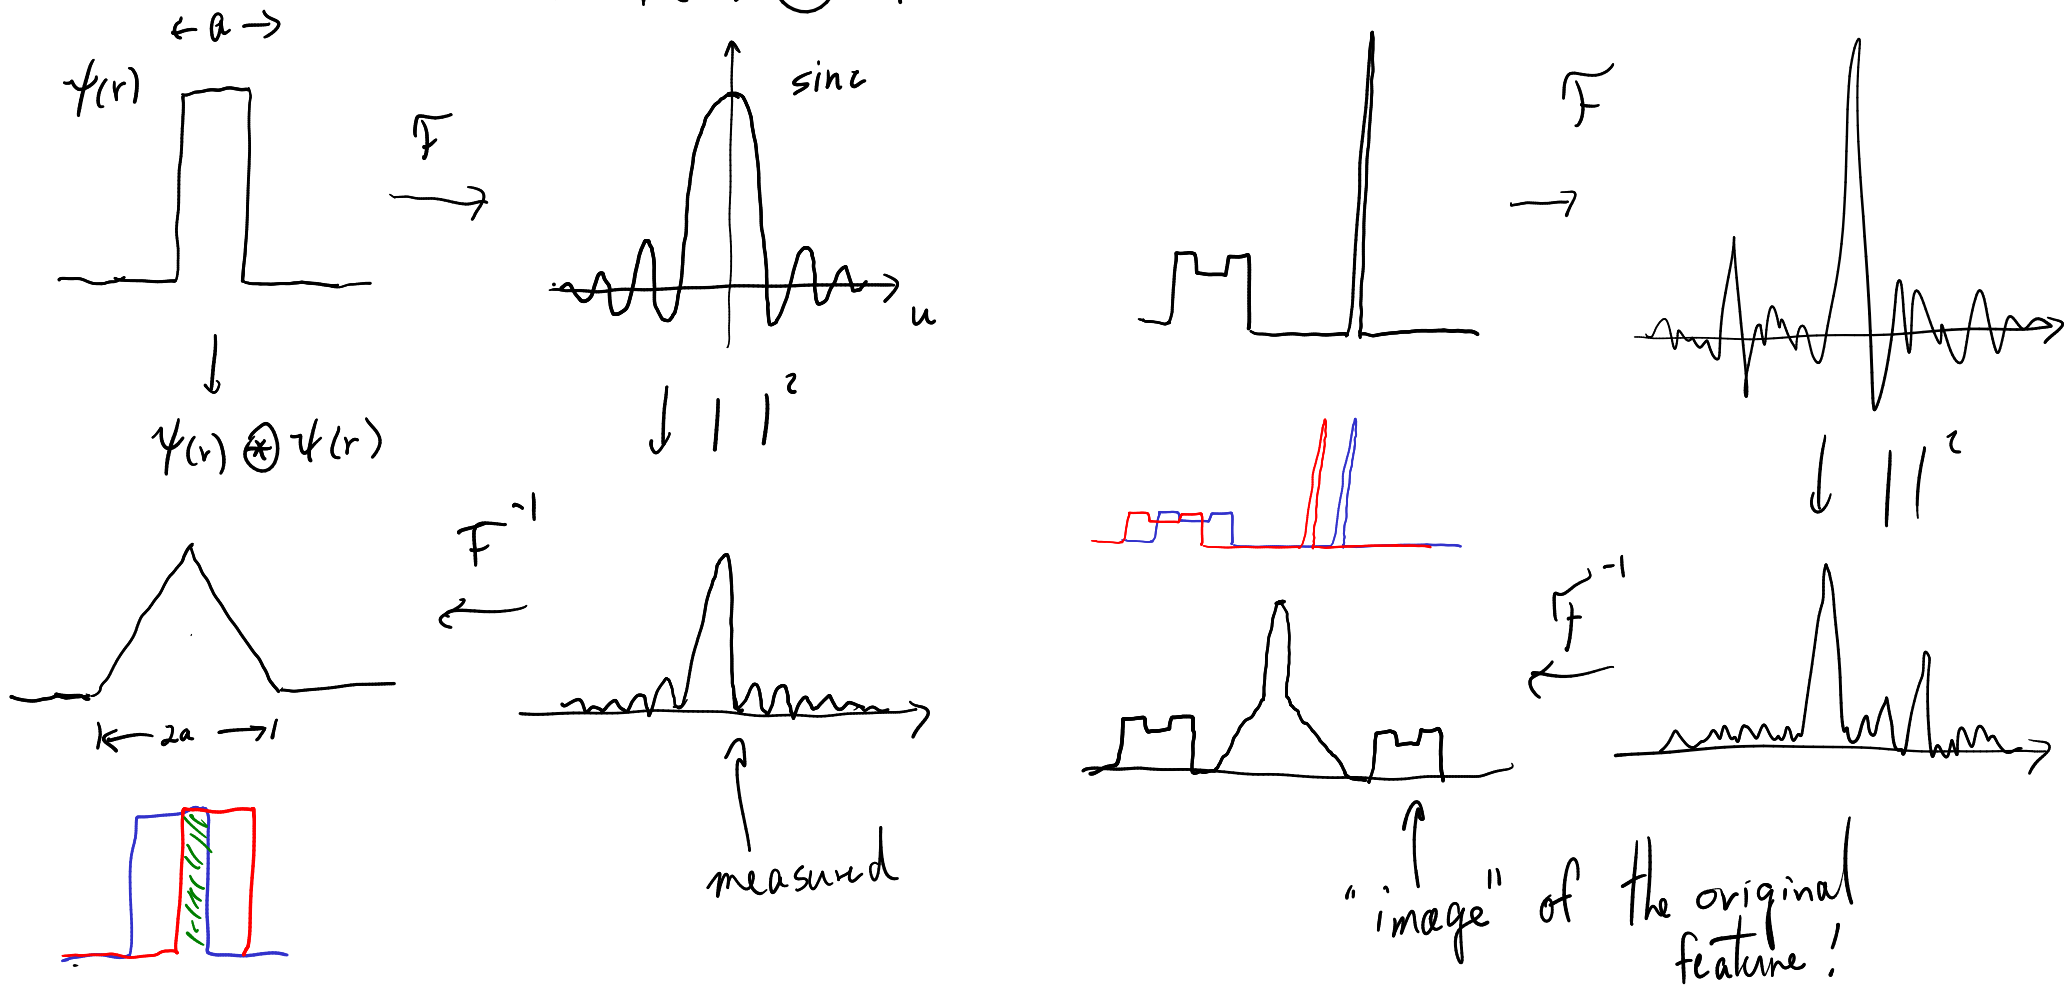 ← a →
ψ(r)
F
sinc
u
ψ(r) ⊛ ψ(r)
| |²
F⁻¹
2a
measured
F
| |²
F⁻¹
"image" of the original
feature!